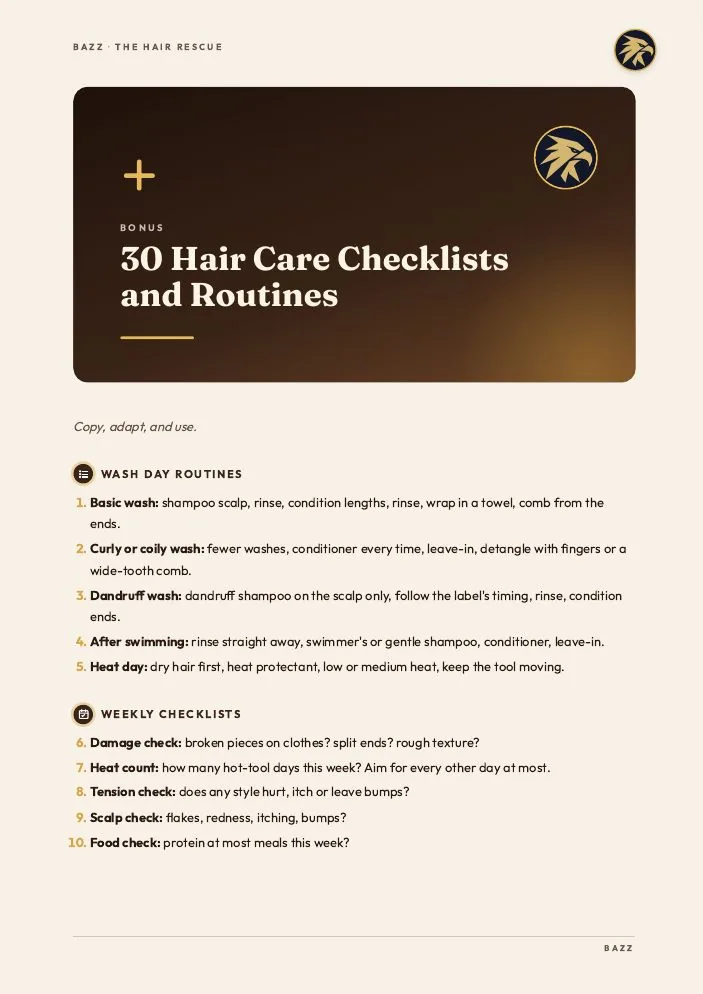 BAZZ · THE HAIR RESCUE
BONUS
30 Hair Care Checklists
and Routines
Copy, adapt, and use.
WASH DAY ROUTINES
1. Basic wash: shampoo scalp, rinse, condition lengths, rinse, wrap in a towel, comb from the
ends.
2. Curly or coily wash: fewer washes, conditioner every time, leave-in, detangle with fingers or a
wide-tooth comb.
3. Dandruff wash: dandruff shampoo on the scalp only, follow the label's timing, rinse, condition
ends.
4. After swimming: rinse straight away, swimmer's or gentle shampoo, conditioner, leave-in.
5. Heat day: dry hair first, heat protectant, low or medium heat, keep the tool moving.
WEEKLY CHECKLISTS
6. Damage check: broken pieces on clothes? split ends? rough texture?
7. Heat count: how many hot-tool days this week? Aim for every other day at most.
8. Tension check: does any style hurt, itch or leave bumps?
9. Scalp check: flakes, redness, itching, bumps?
10. Food check: protein at most meals this week?
BAZZ